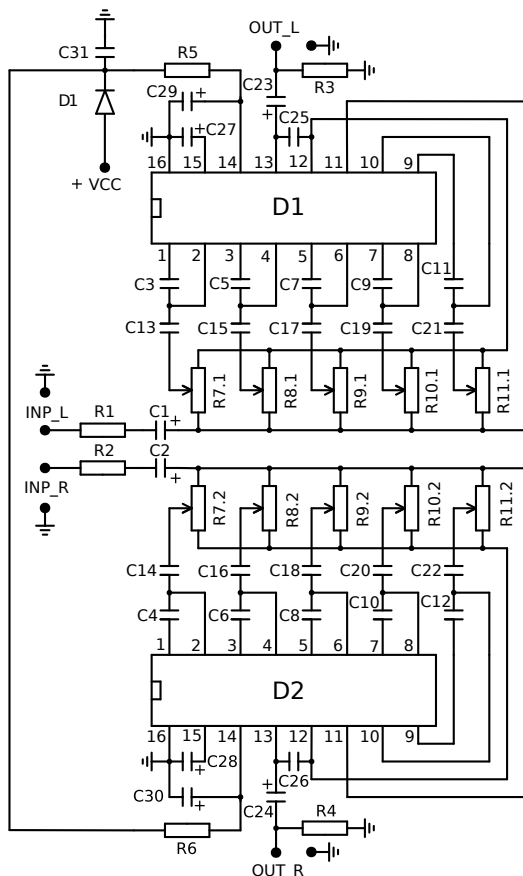 OUT_L
C31
R5
C23
R3
C29
D1
C27
C25
+ VCC
16 15 14 13 12 11 10 9
D1
1 2 3 4 5 6 7 8
C3 C5 C7 C9 C11
C13 C15 C17 C19 C21
R7.1 R8.1 R9.1 R10.1 R11.1
INP_L
R1 C1
R2 C2
INP_R
R7.2 R8.2 R9.2 R10.2 R11.2
C14 C16 C18 C20 C22
C4 C6 C8 C10 C12
1 2 3 4 5 6 7 8
D2
16 15 14 13 12 11 10 9
C28
C26
C30
C24
R4
R6
OUT_R